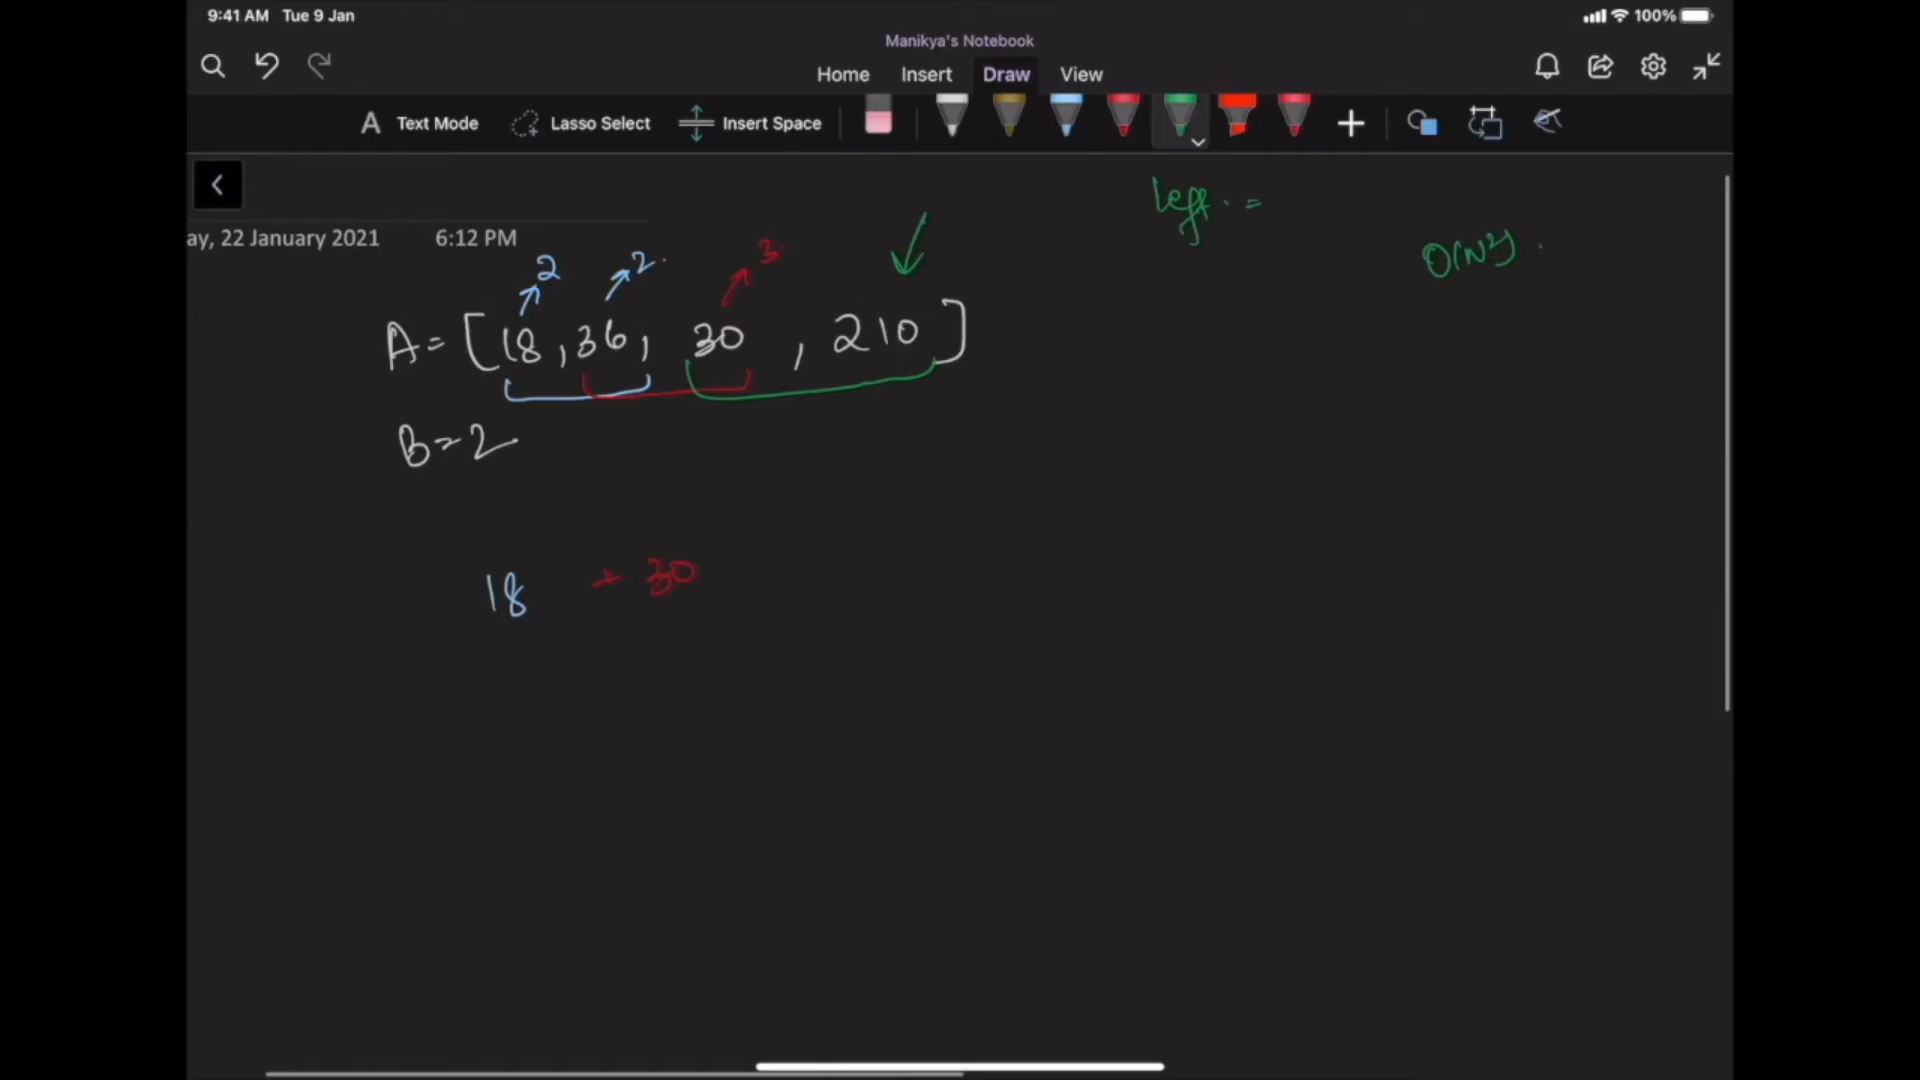 9:41 AM Tue 9 Jan 100%
Manikya's Notebook
Home Insert Draw View
A Text Mode Lasso Select Insert Space
Left. =
ay, 22 January 2021 6:12 PM
O(N²).
2 2. 3.
A = [18, 36, 30, 210]
B = 2
18 + 30